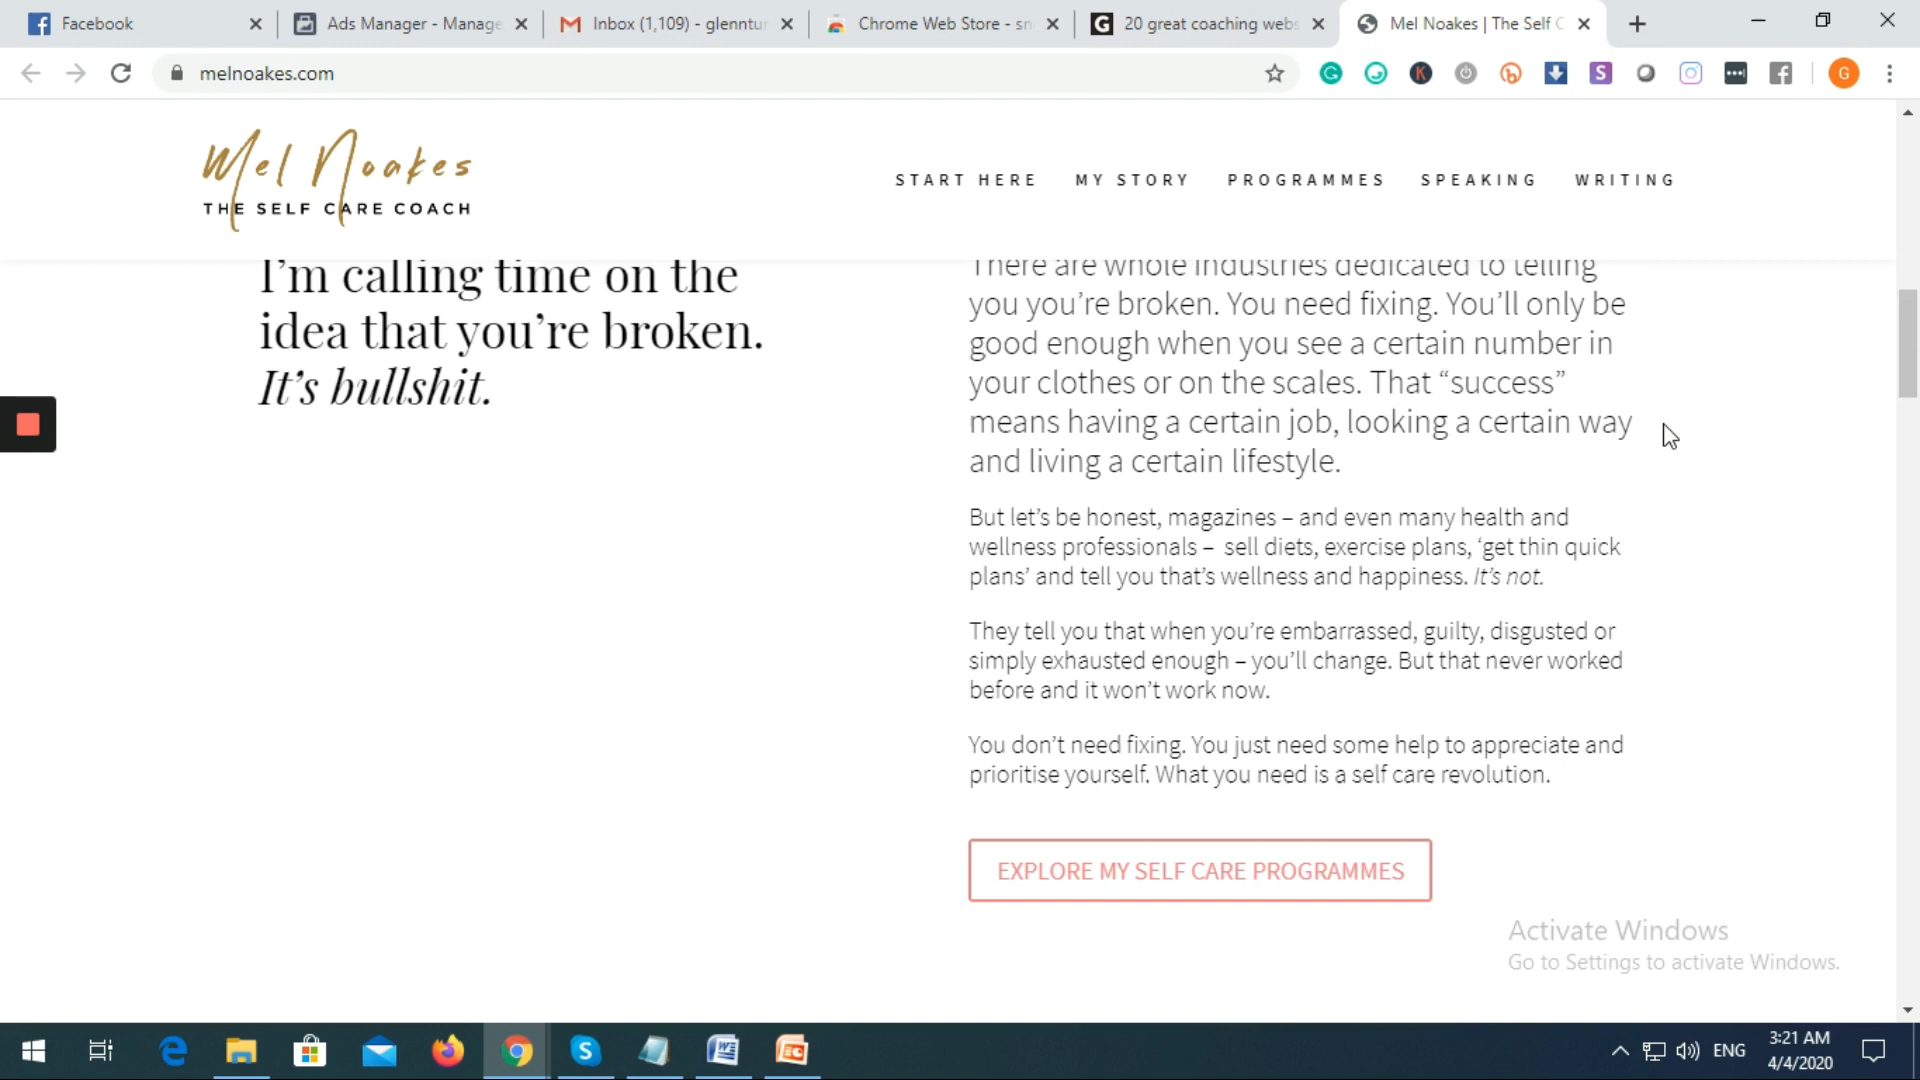 Facebook
Ads Manager - Manage
Inbox (1,109) - glenntur
Chrome Web Store - sn
20 great coaching webs
Mel Noakes | The Self C
melnoakes.com
G
Mel Noakes
THE SELF CARE COACH
START HERE
MY STORY
PROGRAMMES
SPEAKING
WRITING
I'm calling time on the
idea that you're broken.
It's bullshit.
There are whole industries dedicated to telling
you you're broken. You need fixing. You'll only be
good enough when you see a certain number in
your clothes or on the scales. That “success”
means having a certain job, looking a certain way
and living a certain lifestyle.
But let's be honest, magazines – and even many health and
wellness professionals – sell diets, exercise plans, ‘get thin quick
plans’ and tell you that's wellness and happiness. It's not.
They tell you that when you're embarrassed, guilty, disgusted or
simply exhausted enough – you'll change. But that never worked
before and it won't work now.
You don't need fixing. You just need some help to appreciate and
prioritise yourself. What you need is a self care revolution.
EXPLORE MY SELF CARE PROGRAMMES
Activate Windows
Go to Settings to activate Windows.
ENG
3:21 AM
4/4/2020